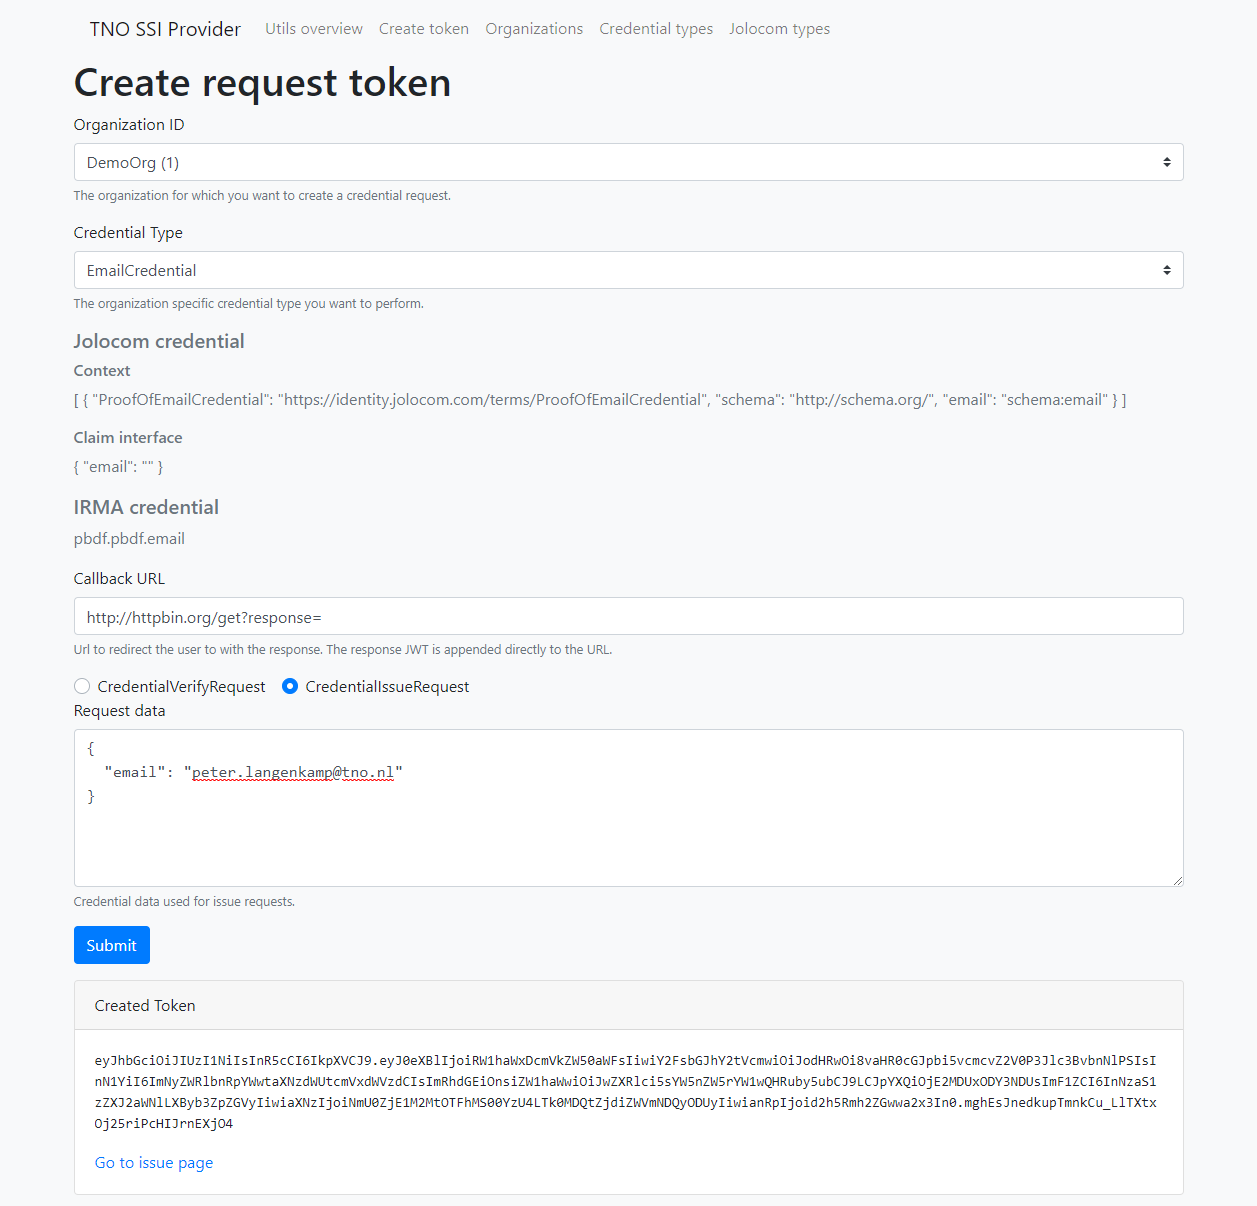 TNO SSI Provider Utils overview Create token Organizations Credential types Jolocom types
Create request token
Organization ID
DemoOrg (1)
The organization for which you want to create a credential request.
Credential Type
EmailCredential
The organization specific credential type you want to perform.
Jolocom credential
Context
[ { "ProofOfEmailCredential": "https://identity.jolocom.com/terms/ProofOfEmailCredential", "schema": "http://schema.org/", "email": "schema:email" } ]
Claim interface
{ "email": "" }
IRMA credential
pbdf.pbdf.email
Callback URL
http://httpbin.org/get?response=
Url to redirect the user to with the response. The response JWT is appended directly to the URL.
CredentialVerifyRequest CredentialIssueRequest
Request data
{
"email": "peter.langenkamp@tno.nl"
}
Credential data used for issue requests.
Submit
Created Token
eyJhbGciOiJIUzI1NiIsInR5cCI6IkpXVCJ9.eyJ0eXBlIjoiRW1haWxDcmVkZW50aWFsIiwiY2FsbGJhY2tVcmwiOiJodHRwOi8vaHR0cGJpbi5vcmcvZ2V0P3Jlc3BvbnNlPSIsI
nN1YiI6ImNyZWRlbnRpYWwtaXNzdWUtcmVxdWVzdCIsImRhdGEiOnsiZW1haWwiOiJwZXRlci5sYW5nZW5rYW1wQHRuby5ubCJ9LCJpYXQiOjE2MDUxODY3NDUsImF1ZCI6InNzaS1
zZXJ2aWNlLXByb3ZpZGVyIiwiaXNzIjoiNmU0ZjE1M2MtOTFhMS00YzU4LTk0MDQtZjdiZWVmNDQyODUyIiwianRpIjoid2h5Rmh2ZGwwa2x3In0.mghEsJnedkupTmnkCu_LlTXtx
Oj25riPcHIJrnEXjO4
Go to issue page